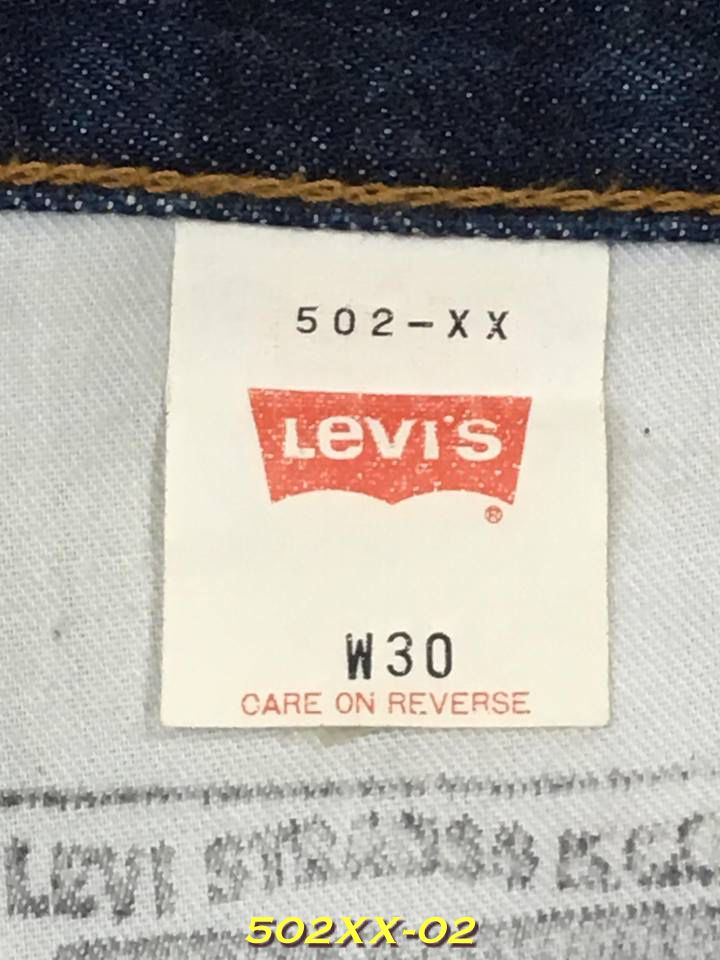 502-XX
LEVI'S
®
W30
CARE ON REVERSE
LEVI STRAUSS & CO
502XX-02